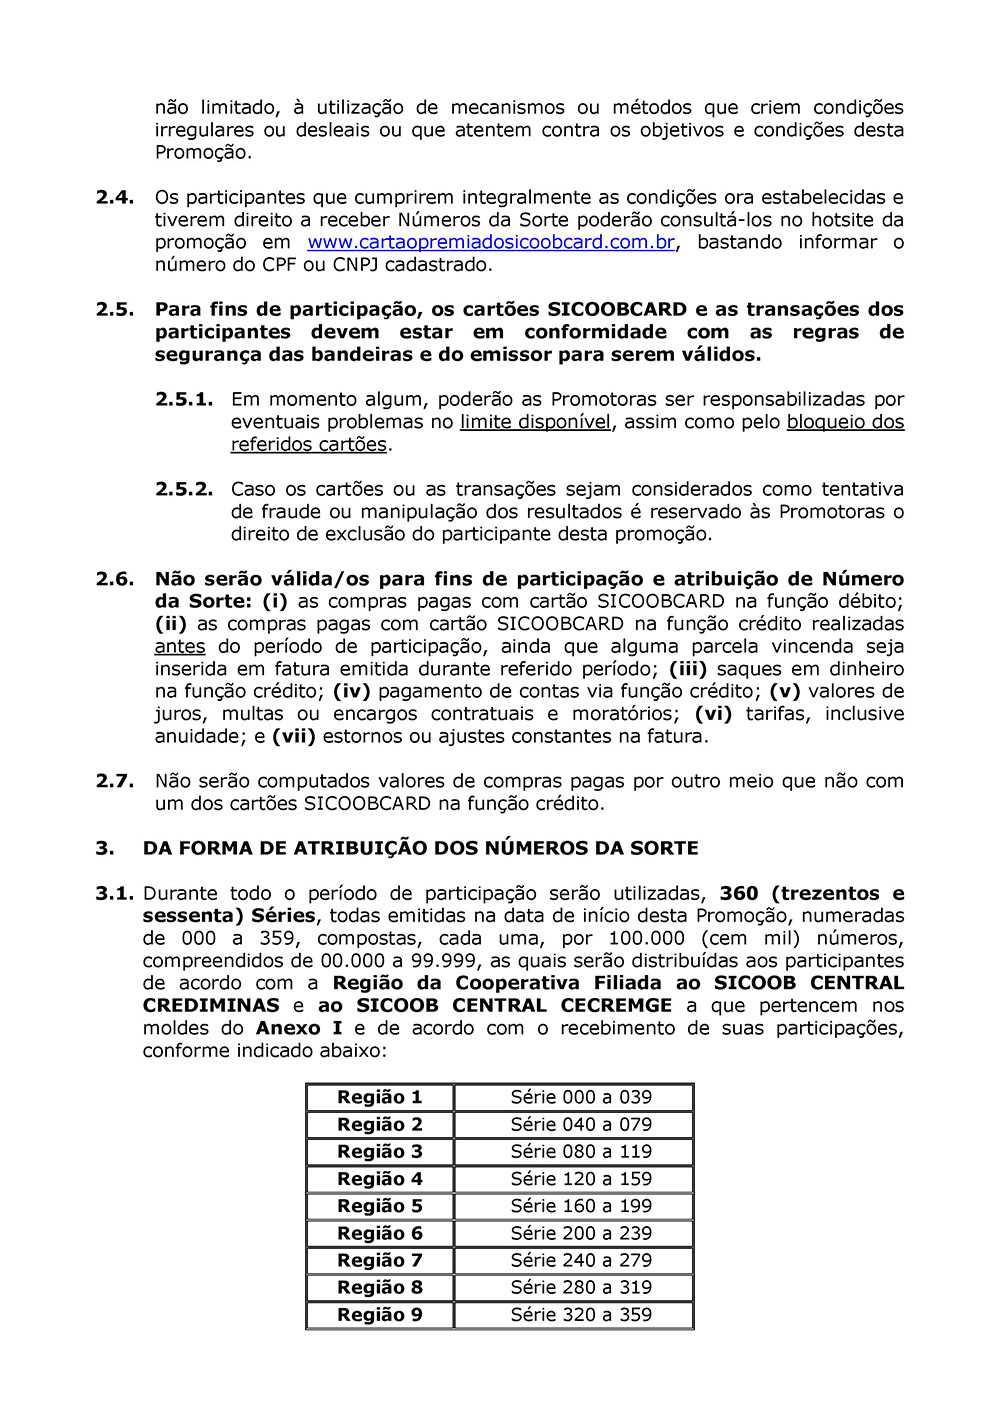 não limitado, à utilização de mecanismos ou métodos que criem condições
irregulares ou desleais ou que atentem contra os objetivos e condições desta
Promoção.
2.4. Os participantes que cumprirem integralmente as condições ora estabelecidas e
tiverem direito a receber Números da Sorte poderão consultá-los no hotsite da
promoção em www.cartaopremiadosicoobcard.com.br, bastando informar o
número do CPF ou CNPJ cadastrado.
2.5. Para fins de participação, os cartões SICOOBCARD e as transações dos
participantes devem estar em conformidade com as regras de
segurança das bandeiras e do emissor para serem válidos.
2.5.1. Em momento algum, poderão as Promotoras ser responsabilizadas por
eventuais problemas no limite disponível, assim como pelo bloqueio dos
referidos cartões.
2.5.2. Caso os cartões ou as transações sejam considerados como tentativa
de fraude ou manipulação dos resultados é reservado às Promotoras o
direito de exclusão do participante desta promoção.
2.6. Não serão válida/os para fins de participação e atribuição de Número
da Sorte: (i) as compras pagas com cartão SICOOBCARD na função débito;
(ii) as compras pagas com cartão SICOOBCARD na função crédito realizadas
antes do período de participação, ainda que alguma parcela vincenda seja
inserida em fatura emitida durante referido período; (iii) saques em dinheiro
na função crédito; (iv) pagamento de contas via função crédito; (v) valores de
juros, multas ou encargos contratuais e moratórios; (vi) tarifas, inclusive
anuidade; e (vii) estornos ou ajustes constantes na fatura.
2.7. Não serão computados valores de compras pagas por outro meio que não com
um dos cartões SICOOBCARD na função crédito.
3. DA FORMA DE ATRIBUIÇÃO DOS NÚMEROS DA SORTE
3.1. Durante todo o período de participação serão utilizadas, 360 (trezentos e
sessenta) Séries, todas emitidas na data de início desta Promoção, numeradas
de 000 a 359, compostas, cada uma, por 100.000 (cem mil) números,
compreendidos de 00.000 a 99.999, as quais serão distribuídas aos participantes
de acordo com a Região da Cooperativa Filiada ao SICOOB CENTRAL
CREDIMINAS e ao SICOOB CENTRAL CECREMGE a que pertencem nos
moldes do Anexo I e de acordo com o recebimento de suas participações,
conforme indicado abaixo:
Região 1 Série 000 a 039
Região 2 Série 040 a 079
Região 3 Série 080 a 119
Região 4 Série 120 a 159
Região 5 Série 160 a 199
Região 6 Série 200 a 239
Região 7 Série 240 a 279
Região 8 Série 280 a 319
Região 9 Série 320 a 359